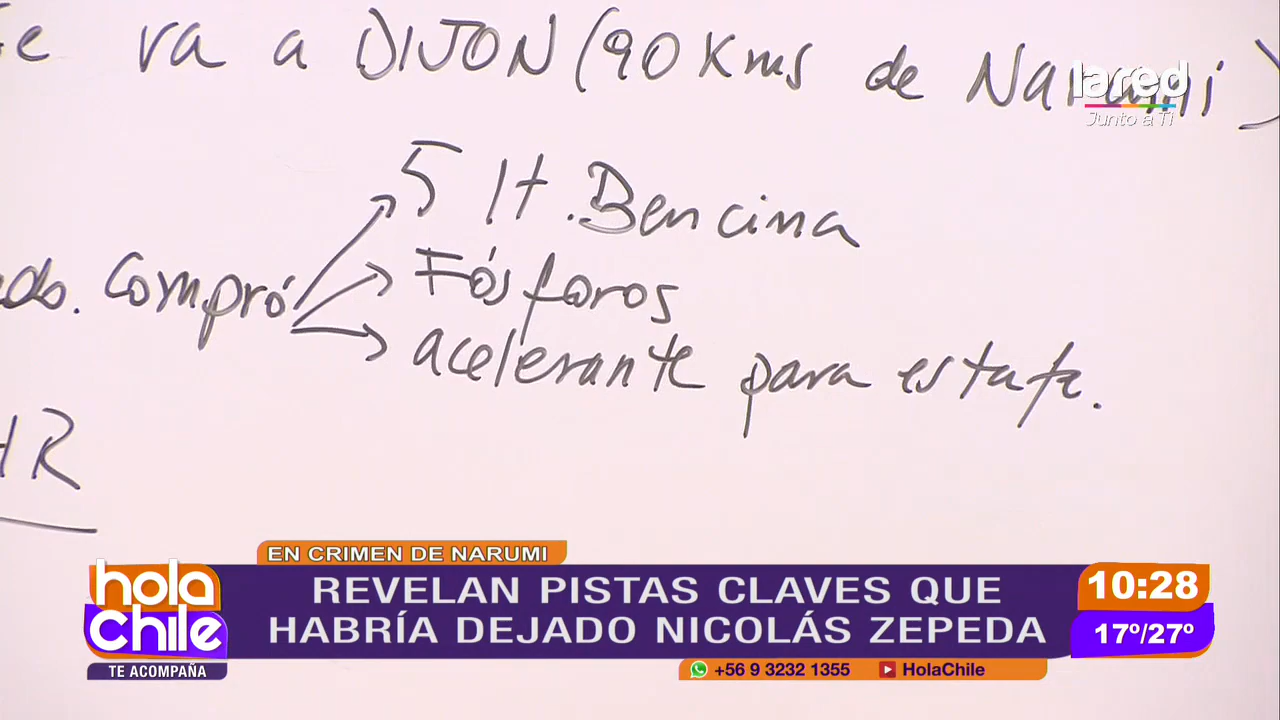 va a DIJON (90 Kms de Narumi)
lared
Junto a Ti
5 lt. Bencina
Fósforos
do. Compró
acelerante para estufa.
HR
EN CRIMEN DE NARUMI
hola chile
REVELAN PISTAS CLAVES QUE
HABRÍA DEJADO NICOLÁS ZEPEDA
10:28
17º/27º
TE ACOMPAÑA
+56 9 3232 1355
HolaChile